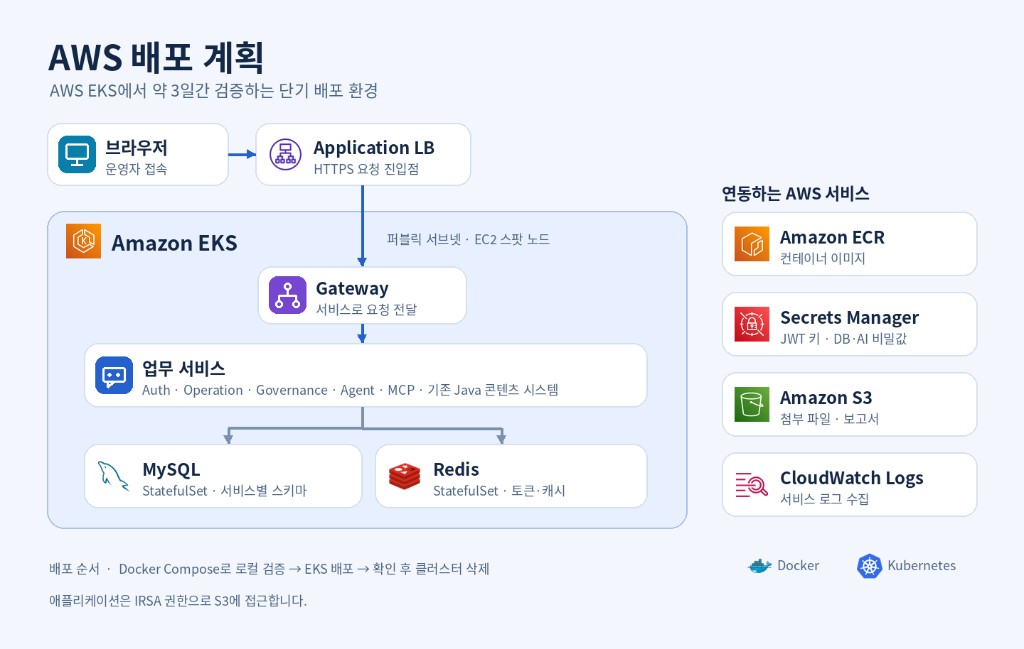 AWS 배포 계획
AWS EKS에서 약 3일간 검증하는 단기 배포 환경
브라우저
운영자 접속
Application LB
HTTPS 요청 진입점
Amazon EKS
퍼블릭 서브넷 · EC2 스팟 노드
Gateway
서비스로 요청 전달
업무 서비스
Auth · Operation · Governance · Agent · MCP · 기존 Java 콘텐츠 시스템
MySQL
StatefulSet · 서비스별 스키마
Redis
StatefulSet · 토큰·캐시
연동하는 AWS 서비스
Amazon ECR
컨테이너 이미지
Secrets Manager
JWT 키 · DB·AI 비밀값
Amazon S3
첨부 파일 · 보고서
CloudWatch Logs
서비스 로그 수집
배포 순서 · Docker Compose로 로컬 검증 → EKS 배포 → 확인 후 클러스터 삭제
애플리케이션은 IRSA 권한으로 S3에 접근합니다.
Docker
Kubernetes